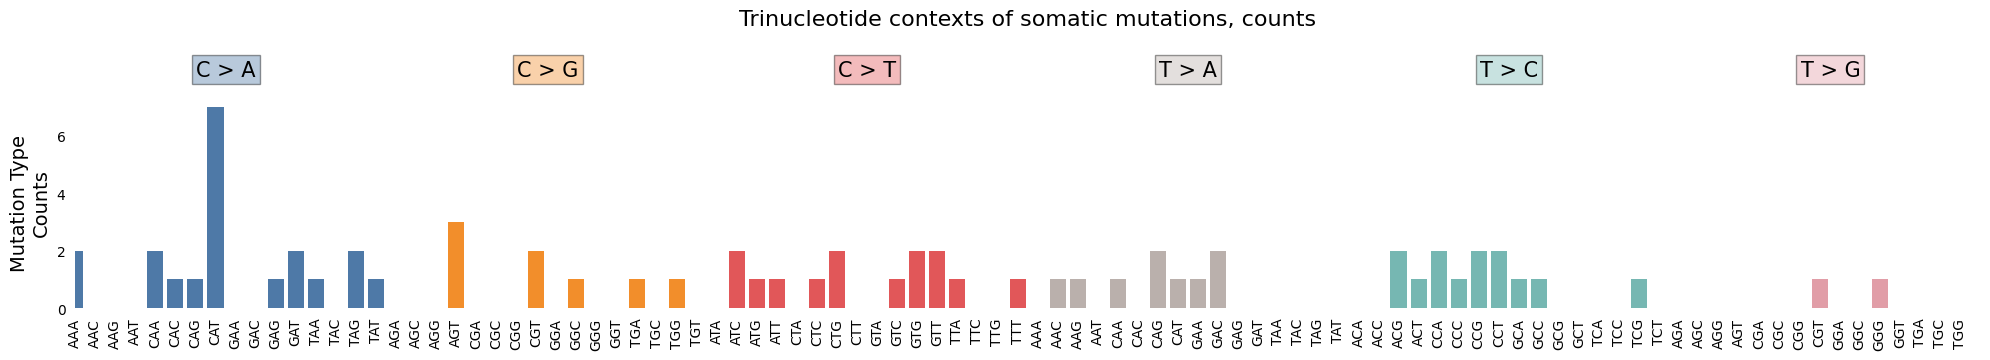 Trinucleotide contexts of somatic mutations, counts
C > A
C > G
C > T
T > A
T > C
T > G
Mutation Type
Counts
6
4
2
0
AAA AAC AAG AAT CAA CAC CAG CAT GAA GAC GAG GAT TAA TAC TAG TAT AGA AGC AGG AGT CGA CGC CGG CGT GGA GGC GGG GGT TGA TGC TGG TGT ATA ATC ATG ATT CTA CTC CTG CTT GTA GTC GTG GTT TTA TTC TTG TTT AAA AAC AAG AAT CAA CAC CAG CAT GAA GAC GAG GAT TAA TAC TAG TAT ACA ACC ACG ACT CCA CCC CCG CCT GCA GCC GCG GCT TCA TCC TCG TCT AGA AGC AGG AGT CGA CGC CGG CGT GGA GGC GGG GGT TGA TGC TGG